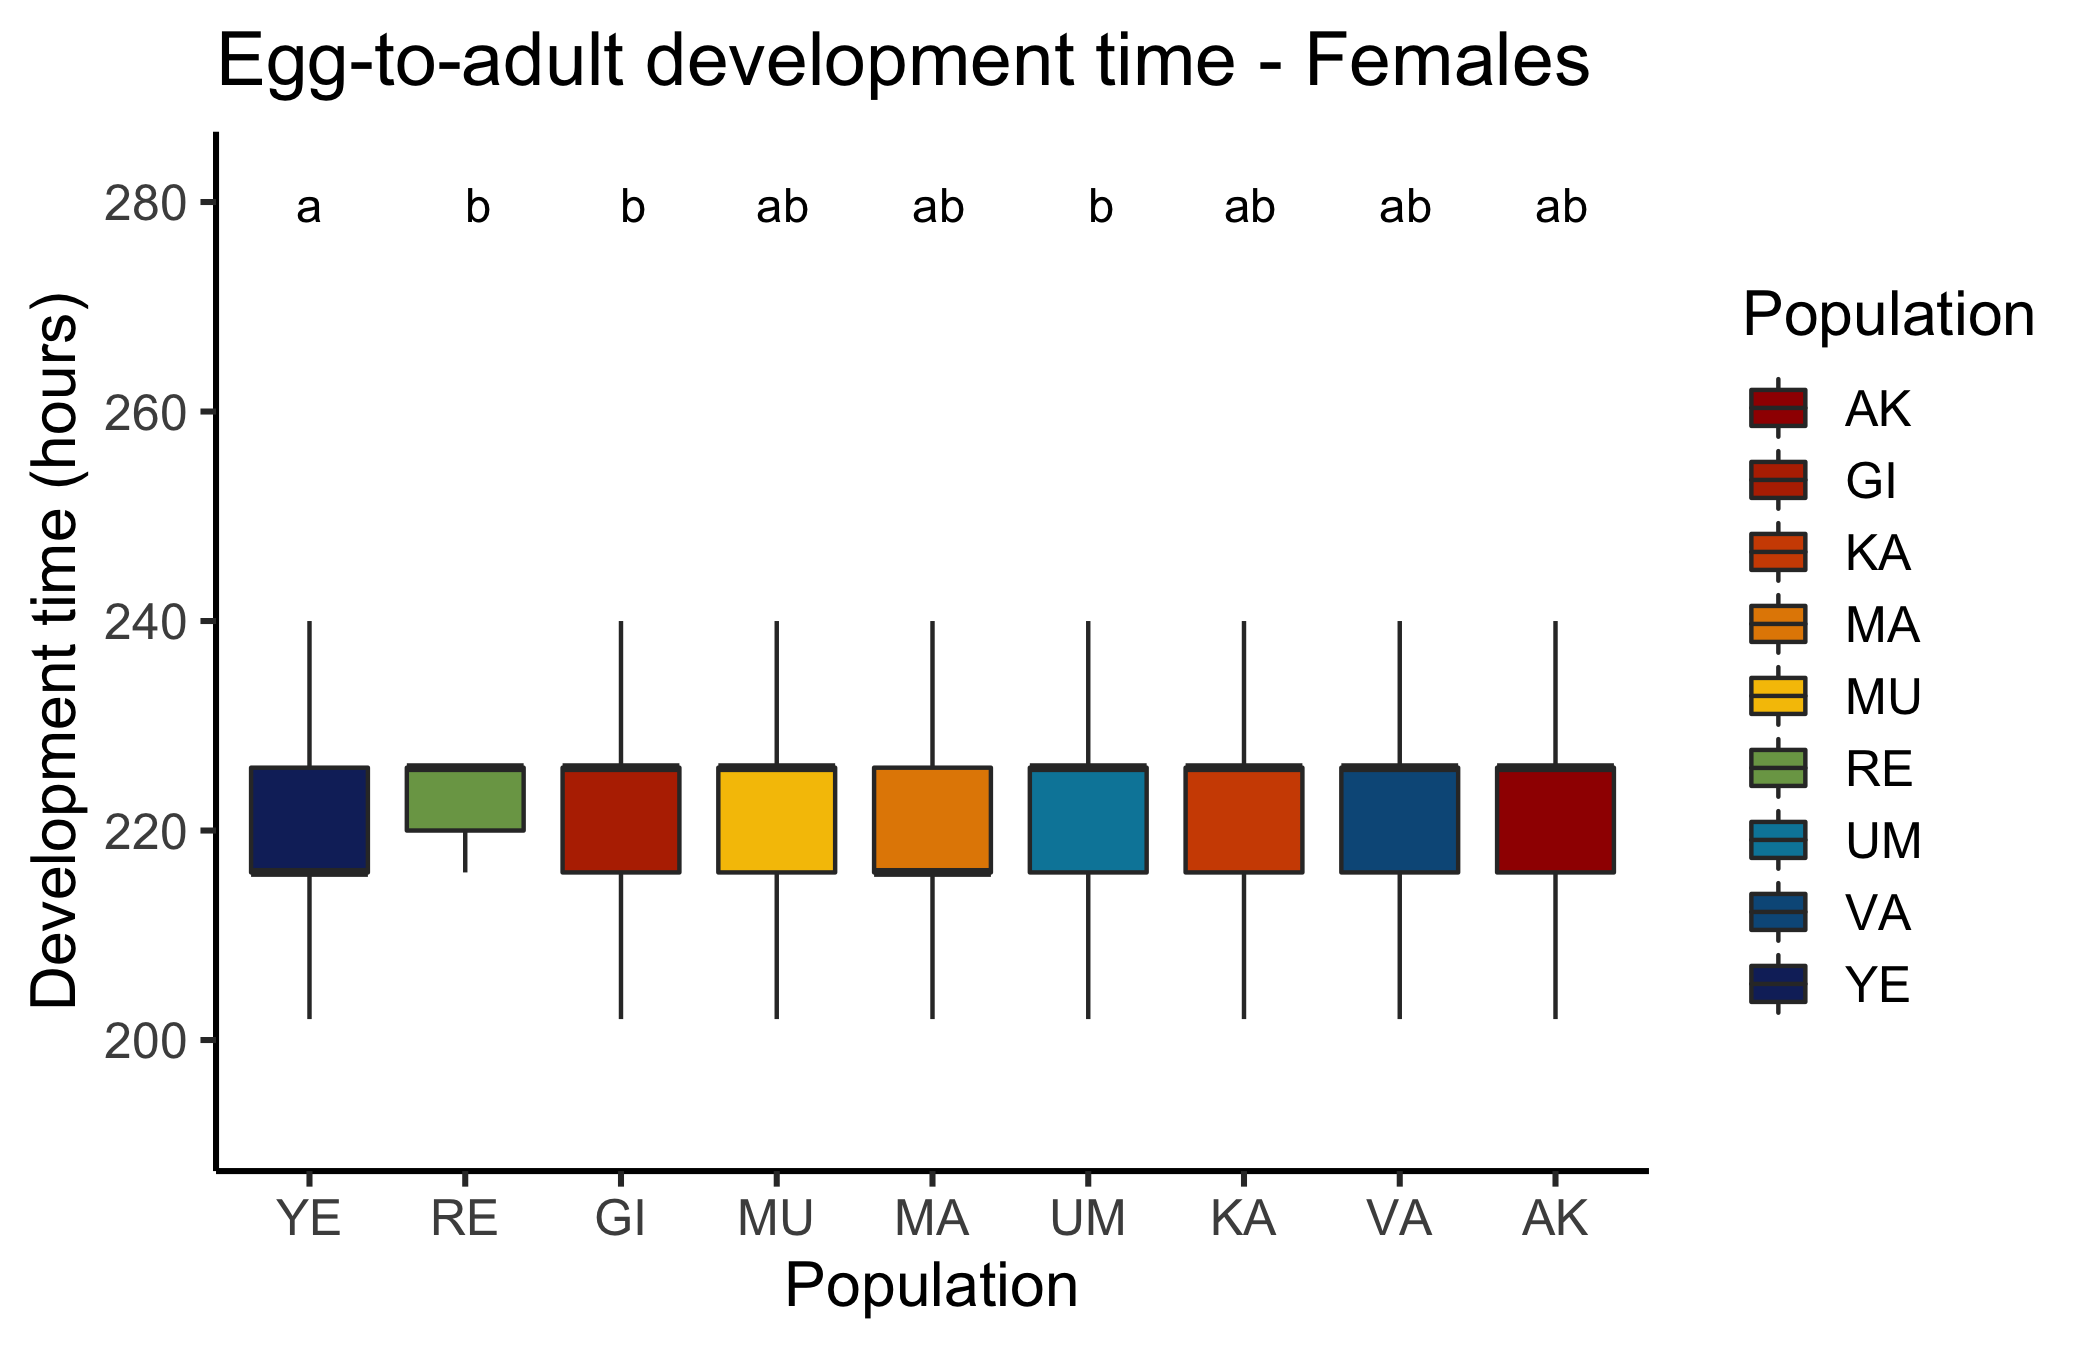 Egg-to-adult development time - Females
280
a b b ab ab b ab ab ab
260
240
220
200
Development time (hours)
YE RE GI MU MA UM KA VA AK
Population
Population
AK
GI
KA
MA
MU
RE
UM
VA
YE